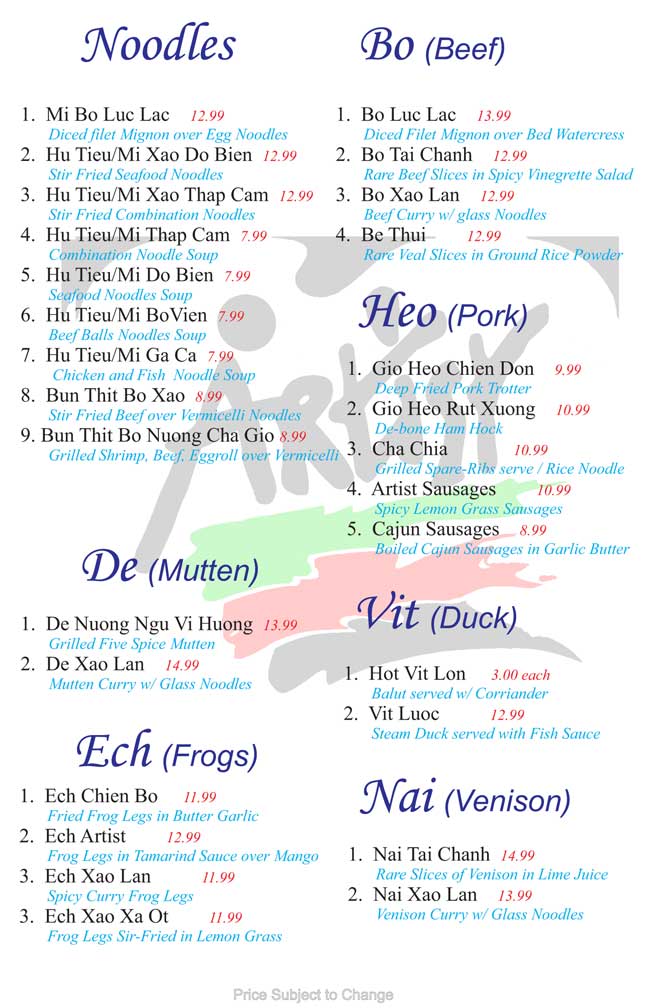 Noodles
1. Mi Bo Luc Lac 12.99
Diced filet Mignon over Egg Noodles
2. Hu Tieu/Mi Xao Do Bien 12.99
Stir Fried Seafood Noodles
3. Hu Tieu/Mi Xao Thap Cam 12.99
Stir Fried Combination Noodles
4. Hu Tieu/Mi Thap Cam 7.99
Combination Noodle Soup
5. Hu Tieu/Mi Do Bien 7.99
Seafood Noodles Soup
6. Hu Tieu/Mi BoVien 7.99
Beef Balls Noodles Soup
7. Hu Tieu/Mi Ga Ca 7,99
Chicken and Fish Noodle Soup
8. Bun Thit Bo Xao 8.99
Stir Fried Beef over Vermicelli Noodles
9. Bun Thit Bo Nuong Cha Gio 8.99
Grilled Shrimp, Beef, Eggroll over Vermicelli
De (Mutten)
1. De Nuong Ngu Vi Huong 13.99
Grilled Five Spice Mutten
2. De Xao Lan 14.99
Mutten Curry w/ Glass Noodles
Ech (Frogs)
1. Ech Chien Bo 11.99
Fried Frog Legs in Butter Garlic
2. Ech Artist 12.99
Frog Legs in Tamarind Sauce over Mango
3. Ech Xao Lan 11.99
Spicy Curry Frog Legs
3. Ech Xao Xa Ot 11.99
Frog Legs Sir-Fried in Lemon Grass
Bo (Beef)
1. Bo Luc Lac 13.99
Diced Filet Mignon over Bed Watercress
2. Bo Tai Chanh 12.99
Rare Beef Slices in Spicy Vinegrette Salad
3. Bo Xao Lan 12.99
Beef Curry w/ glass Noodles
4. Be Thui 12.99
Rare Veal Slices in Ground Rice Powder
Heo (Pork)
1. Gio Heo Chien Don 9.99
Deep Fried Pork Trotter
2. Gio Heo Rut Xuong 10.99
De-bone Ham Hock
3. Cha Chia 10.99
Grilled Spare-Ribs serve / Rice Noodle
4. Artist Sausages 10.99
Spicy Lemon Grass Sausages
5. Cajun Sausages 8.99
Boiled Cajun Sausages in Garlic Butter
Vit (Duck)
1. Hot Vit Lon 3.00 each
Balut served w/ Corriander
2. Vit Luoc 12.99
Steam Duck served with Fish Sauce
Nai (Venison)
1. Nai Tai Chanh 14.99
Rare Slices of Venison in Lime Juice
2. Nai Xao Lan 13.99
Venison Curry w/ Glass Noodles
Artist
Price Subject to Change